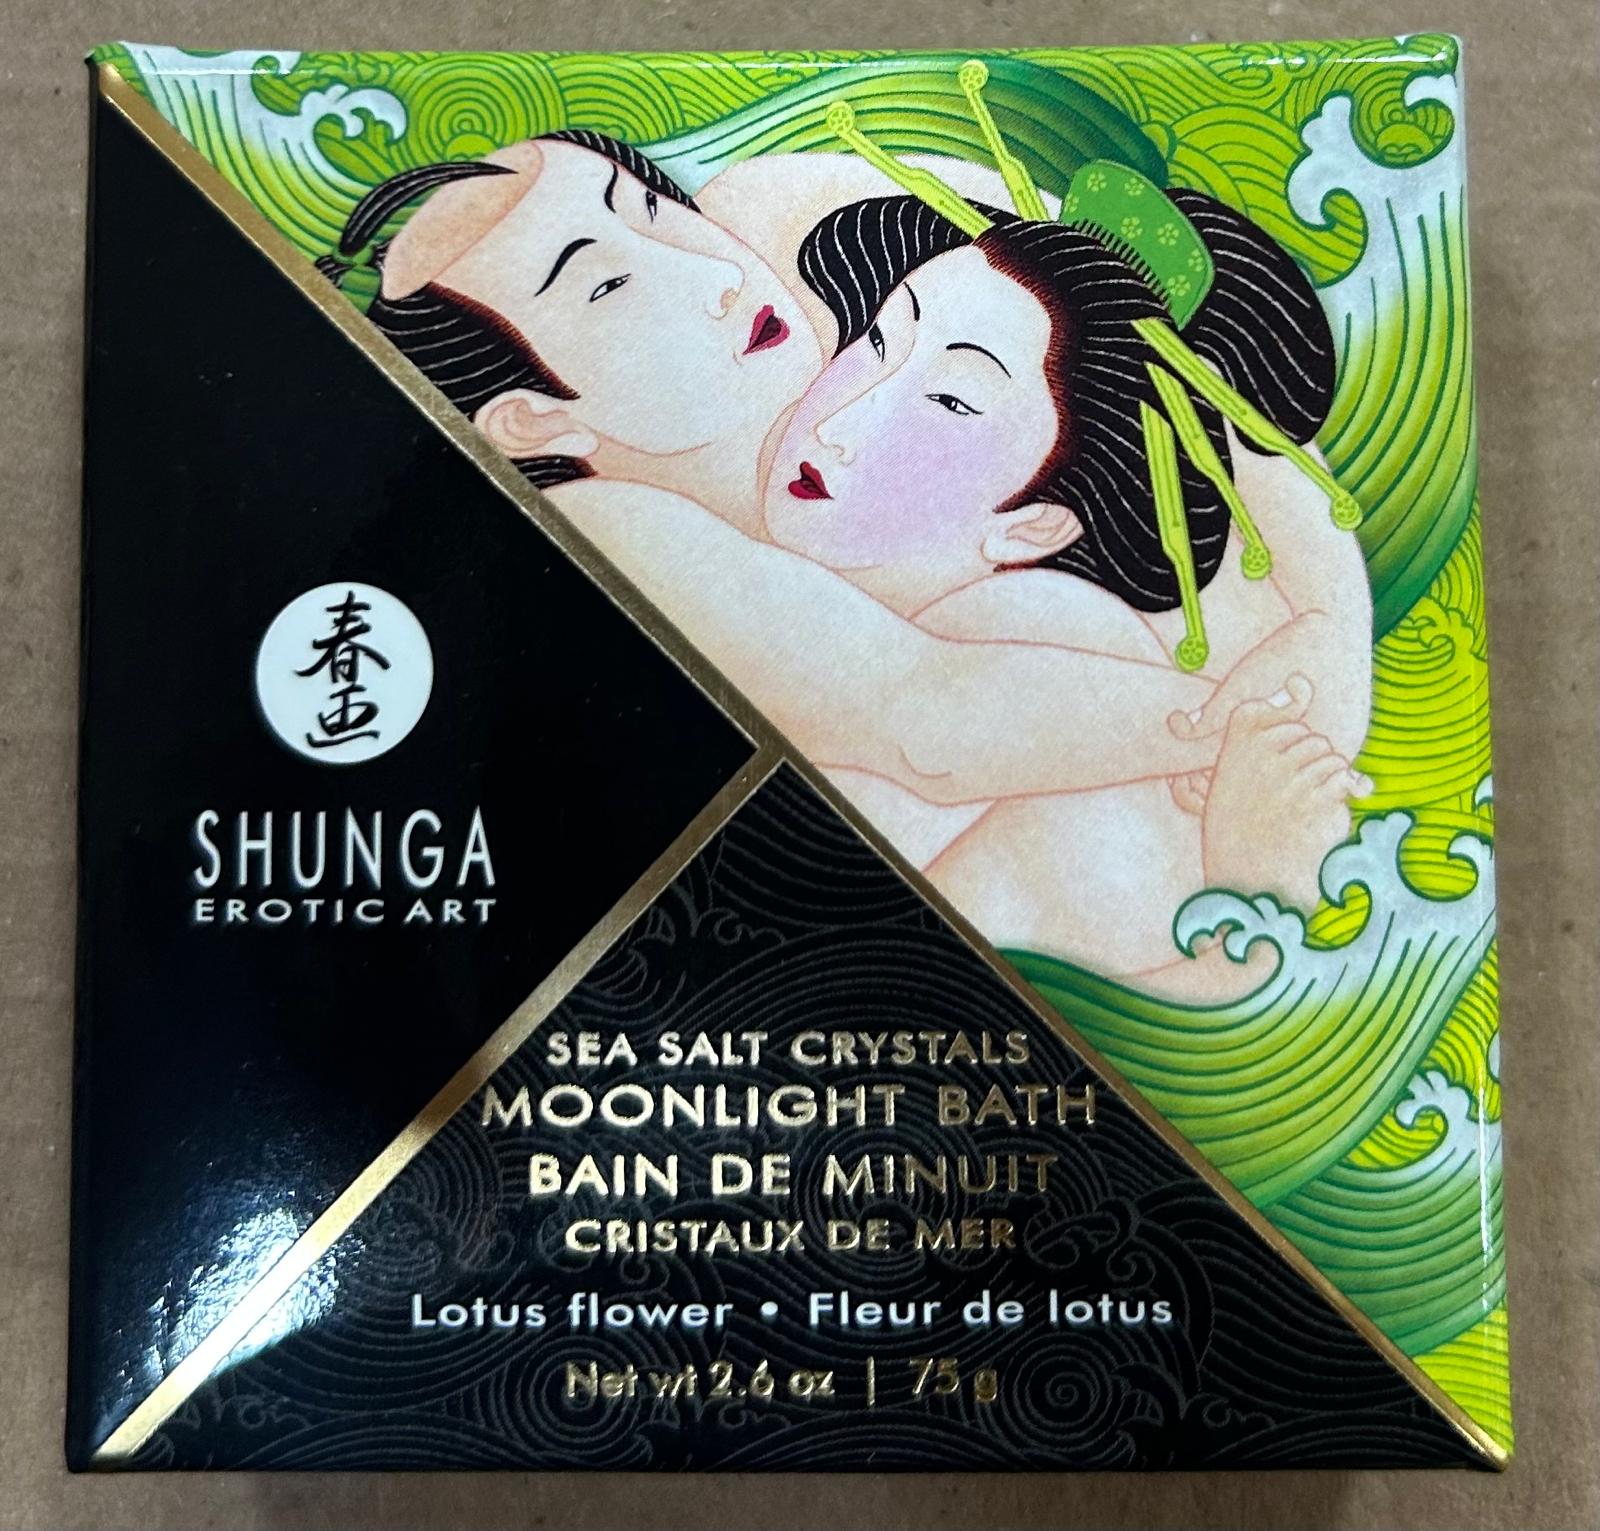 春
画
SHUNGA
EROTIC ART
SEA SALT CRYSTALS
MOONLIGHT BATH
BAIN DE MINUIT
CRISTAUX DE MER
Lotus flower • Fleur de lotus
Net wt 2.6 oz | 75 g